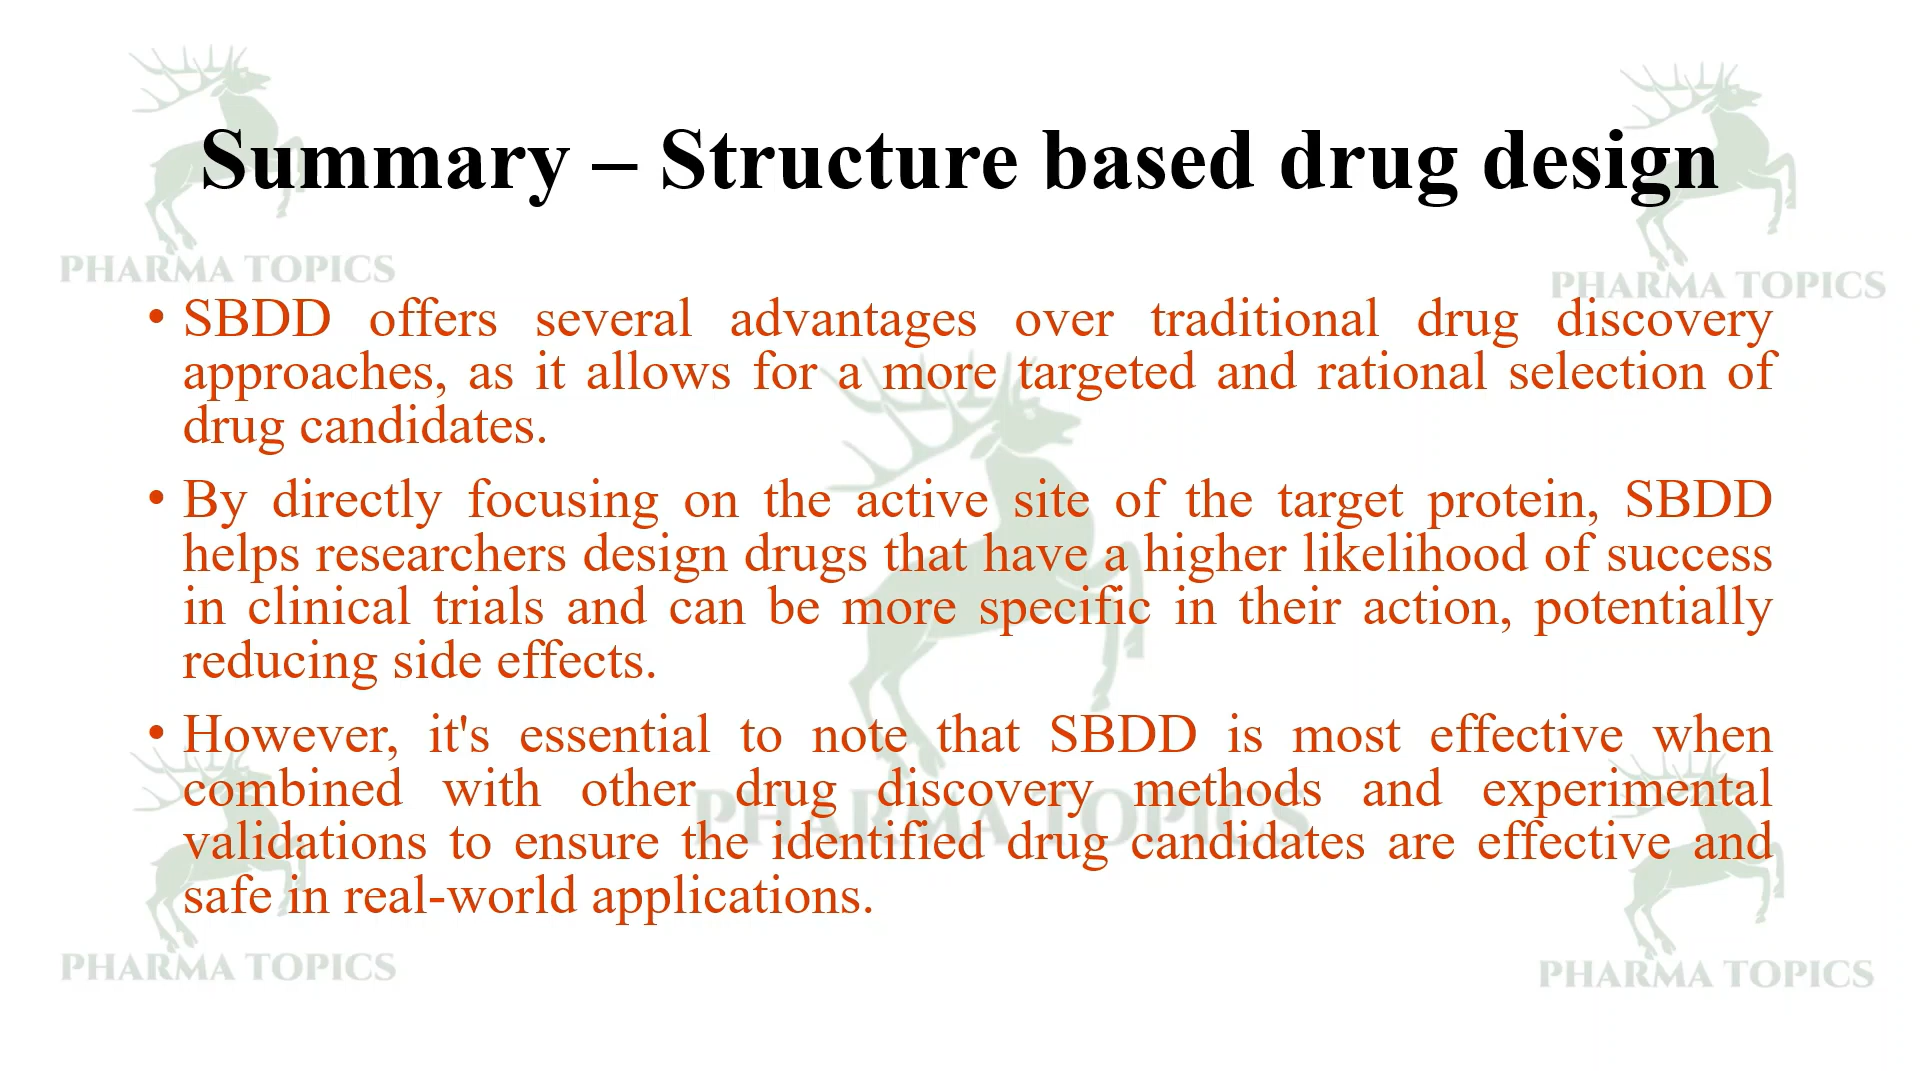 Summary – Structure based drug design
PHARMA TOPICS
PHARMA TOPICS
• SBDD offers several advantages over traditional drug discovery
approaches, as it allows for a more targeted and rational selection of
drug candidates.
• By directly focusing on the active site of the target protein, SBDD
helps researchers design drugs that have a higher likelihood of success
in clinical trials and can be more specific in their action, potentially
reducing side effects.
• However, it's essential to note that SBDD is most effective when
combined with other drug discovery methods and experimental
PHARMA TOPICS
validations to ensure the identified drug candidates are effective and
safe in real-world applications.
PHARMA TOPICS
PHARMA TOPICS